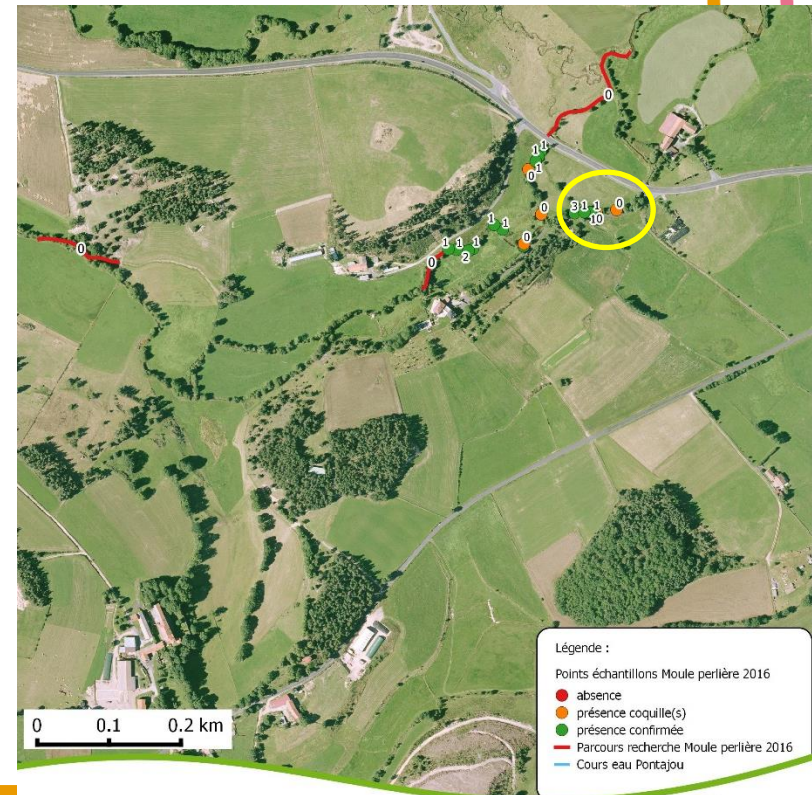 0
1 1
1
0
0
3 1 1 0
10
1 1
0
0
1 1 1
2
0
Légende :
Points échantillons Moule perlière 2016
absence
présence coquille(s)
présence confirmée
Parcours recherche Moule perlière 2016
Cours eau Pontajou
0 0.1 0.2 km